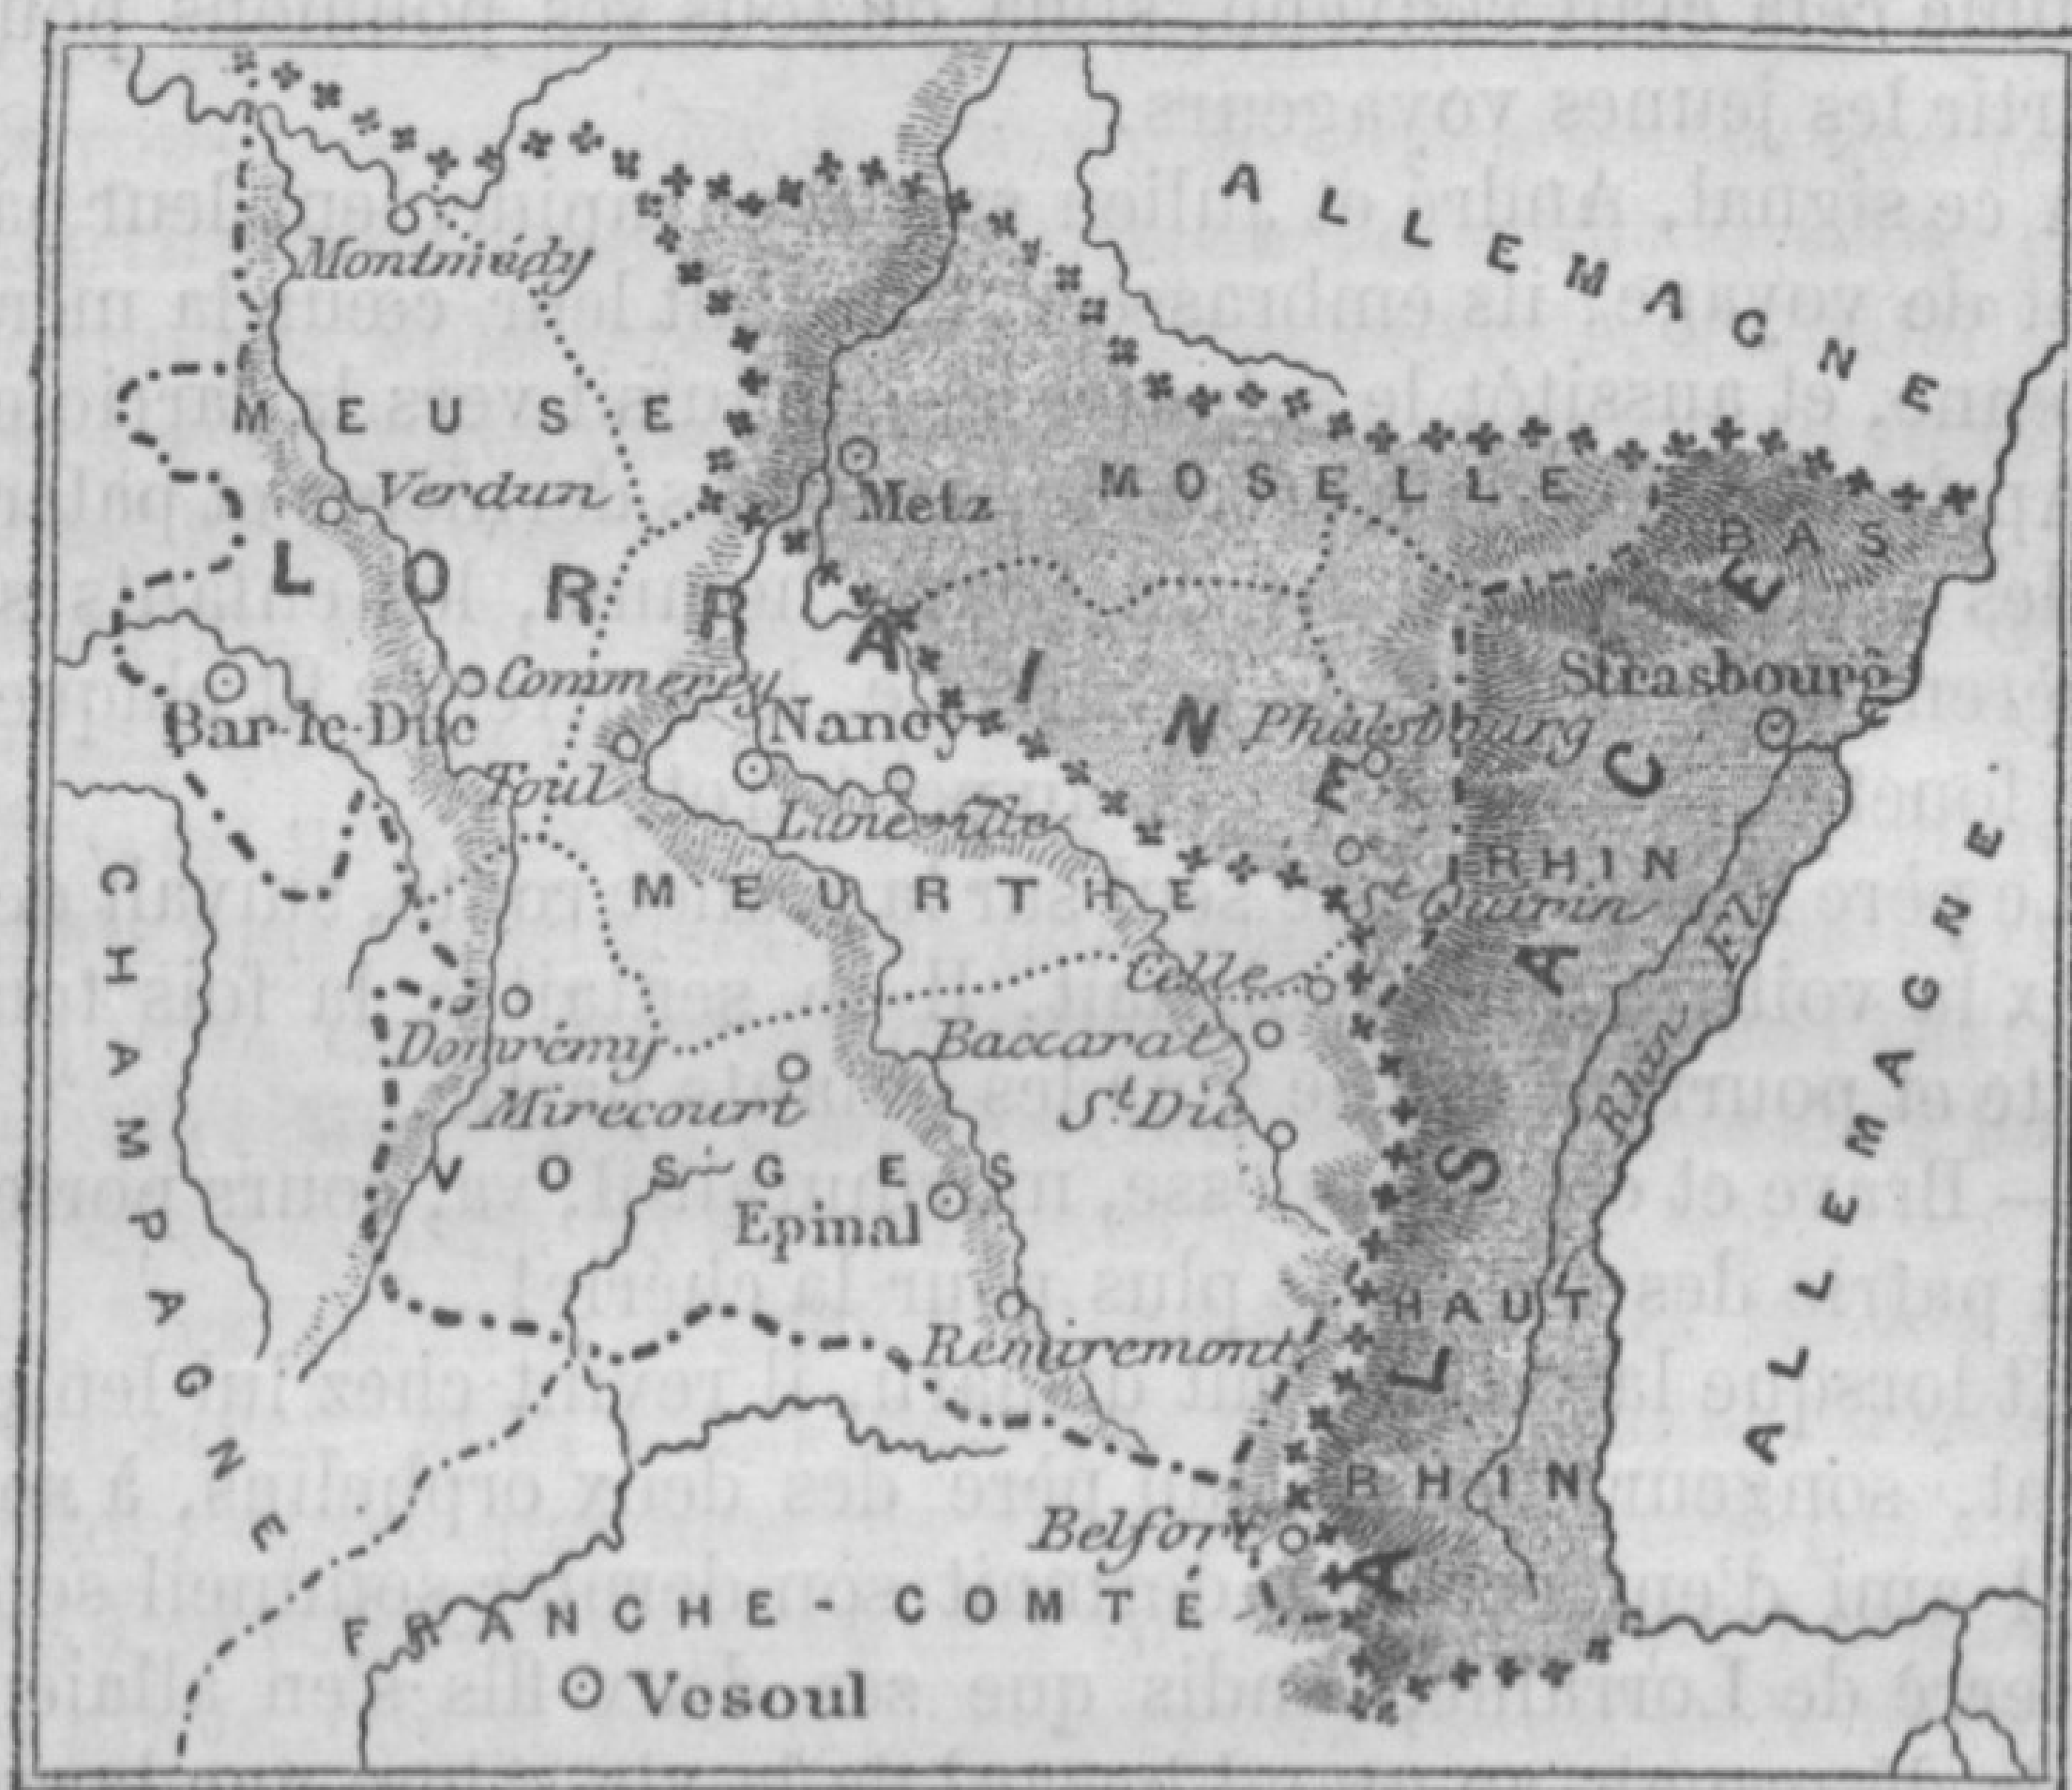 ALLEMAGNE
Montmédy
MEUSE
Verdun
Metz
MOSELLE
BAS
LORRAINE
Commercy
Strasbourg
Bar-le-Duc
Nancy
Phalsbourg
Toul
Lunéville
RHIN
MEURTHE
St Quirin
CHAMPAGNE
Celle
ALSACE
Rhin Fl.
ALLEMAGNE
Domrémy
Baccarat
Mirecourt
St. Dié
VOSGES
Epinal
HAUT
Remiremont
RHIN
Belfort
FRANCHE-COMTÉ
Vesoul